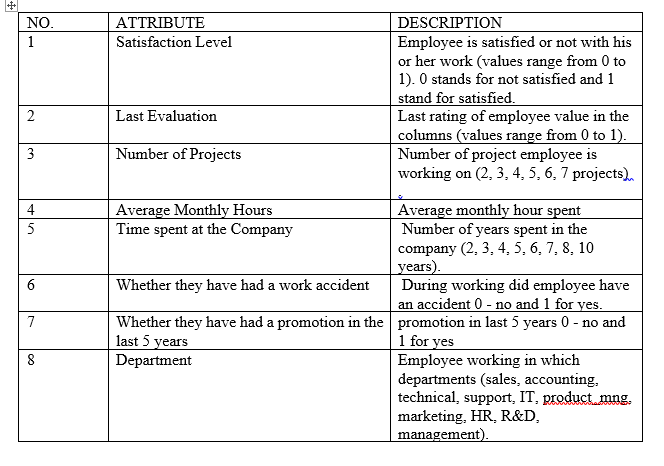 NO. ATTRIBUTE DESCRIPTION
1 Satisfaction Level Employee is satisfied or not with his
or her work (values range from 0 to
1). 0 stands for not satisfied and 1
stand for satisfied.
2 Last Evaluation Last rating of employee value in the
columns (values range from 0 to 1).
3 Number of Projects Number of project employee is
working on (2, 3, 4, 5, 6, 7 projects).
.
4 Average Monthly Hours Average monthly hour spent
5 Time spent at the Company Number of years spent in the
company (2, 3, 4, 5, 6, 7, 8, 10
years).
6 Whether they have had a work accident During working did employee have
an accident 0 - no and 1 for yes.
7 Whether they have had a promotion in the promotion in last 5 years 0 - no and
last 5 years 1 for yes
8 Department Employee working in which
departments (sales, accounting,
technical, support, IT, product_mng,
marketing, HR, R&D,
management).